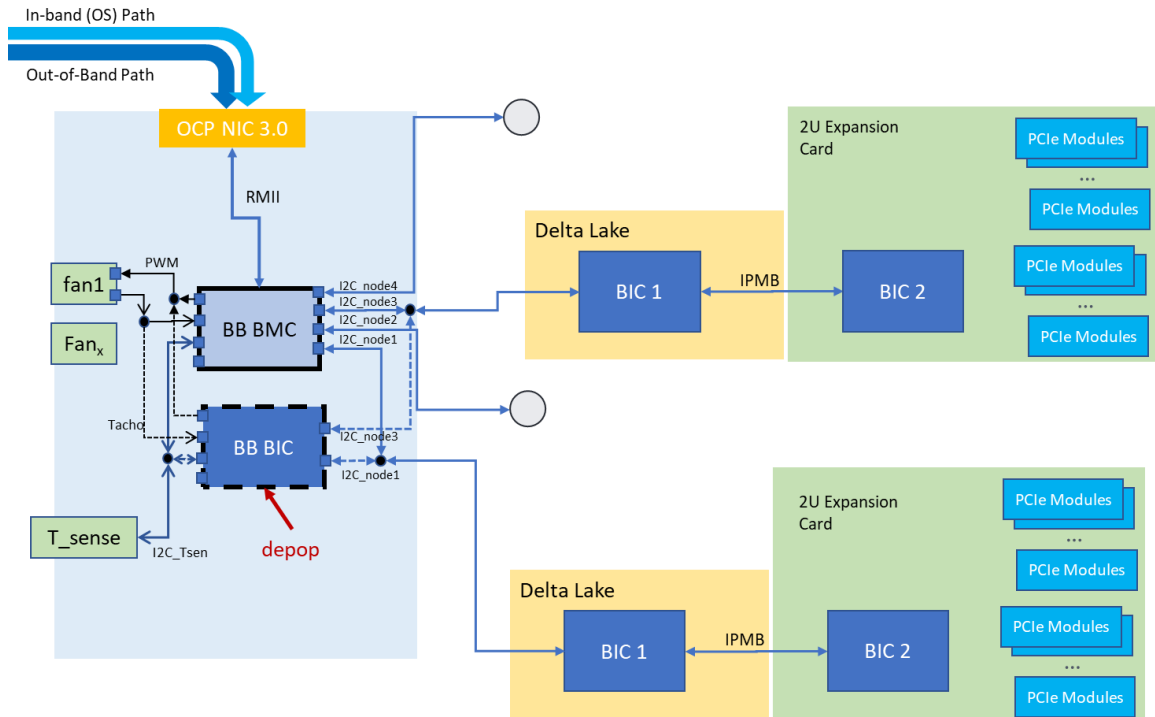 In-band (OS) Path
Out-of-Band Path
OCP NIC 3.0
RMII
PWM
fan1
Fanx
BB BMC
I2C_node4
I2C_node3
I2C_node2
I2C_node1
Tacho
BB BIC
I2C_node3
I2C_node1
depop
T_sense
I2C_Tsen
Delta Lake
BIC 1
IPMB
2U Expansion
Card
BIC 2
PCIe Modules
...
PCIe Modules
PCIe Modules
...
PCIe Modules
Delta Lake
BIC 1
IPMB
2U Expansion
Card
BIC 2
PCIe Modules
...
PCIe Modules
PCIe Modules
...
PCIe Modules